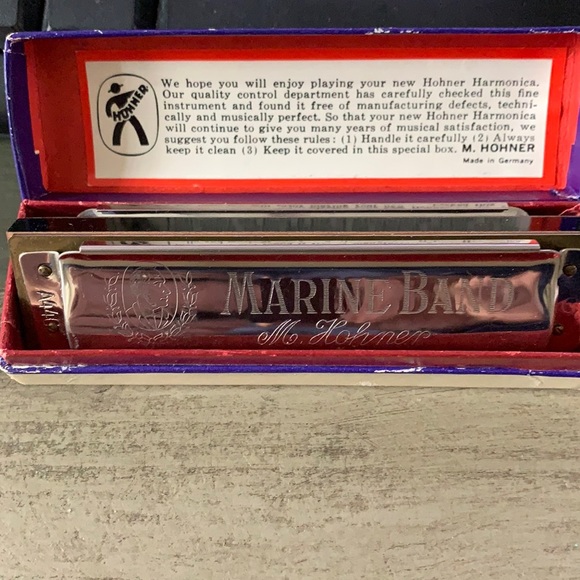 HOHNER
We hope you will enjoy playing your new Hohner Harmonica.
Our quality control department has carefully checked this fine
instrument and found it free of manufacturing defects, techni-
cally and musically perfect. So that your new Hohner Harmonica
will continue to give you many years of musical satisfaction, we
suggest you follow these rules: (1) Handle it carefully (2) Always
keep it clean (3) Keep it covered in this special box. M. HOHNER
Made in Germany
MARINE BAND
M. Hohner